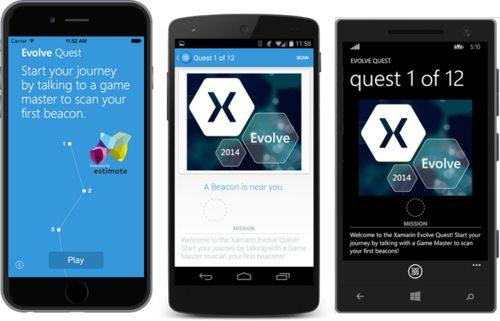 Carrier
11:52 AM
Evolve Quest
Start your journey
by talking to a game
master to scan your
first beacon.
1
Powered by
estimote
2
3
Play
11:50
Quest 1 of 12
SCAN
X
Evolve
2014
A Beacon is near you.
MISSION
Welcome to the Xamarin Evolve Quest!
Start your journey by talking with a Game
Master to scan your first beacons!
5:10
EVOLVE QUEST
quest 1 of 12
X
Evolve
2014
MISSION
Welcome to the Xamarin Evolve Quest! Start
your journey by talking with a Game Master to scan
your first beacons!